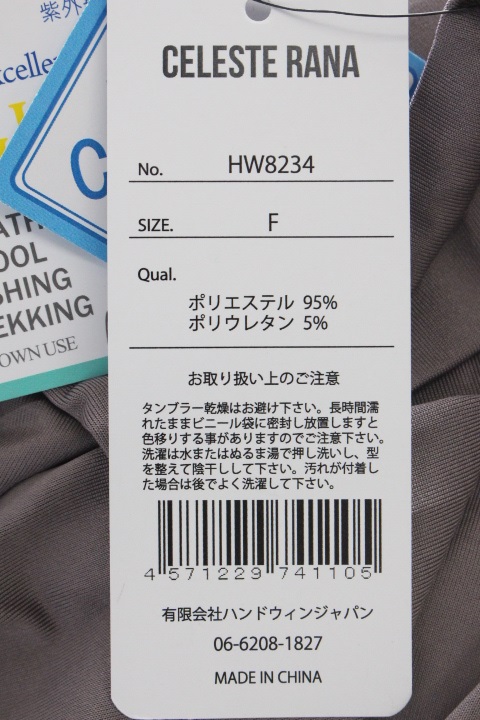 紫外
CELESTE RANA
No. HW8234
SIZE. F
Qual.
ポリエステル 95%
ポリウレタン 5%
お取り扱い上のご注意
タンブラー乾燥はお避け下さい。長時間濡
れたままビニール袋に密封し放置しますと
色移りする事がありますのでご注意下さい。
洗濯は水またはぬるま湯で押し洗いし、型
を整えて陰干しして下さい。汚れが付着し
た場合は後でよく洗濯して下さい。
4 571229 741105
有限会社ハンドウィンジャパン
06-6208-1827
MADE IN CHINA
C
OOL
SHING
EKKING
OWN USE